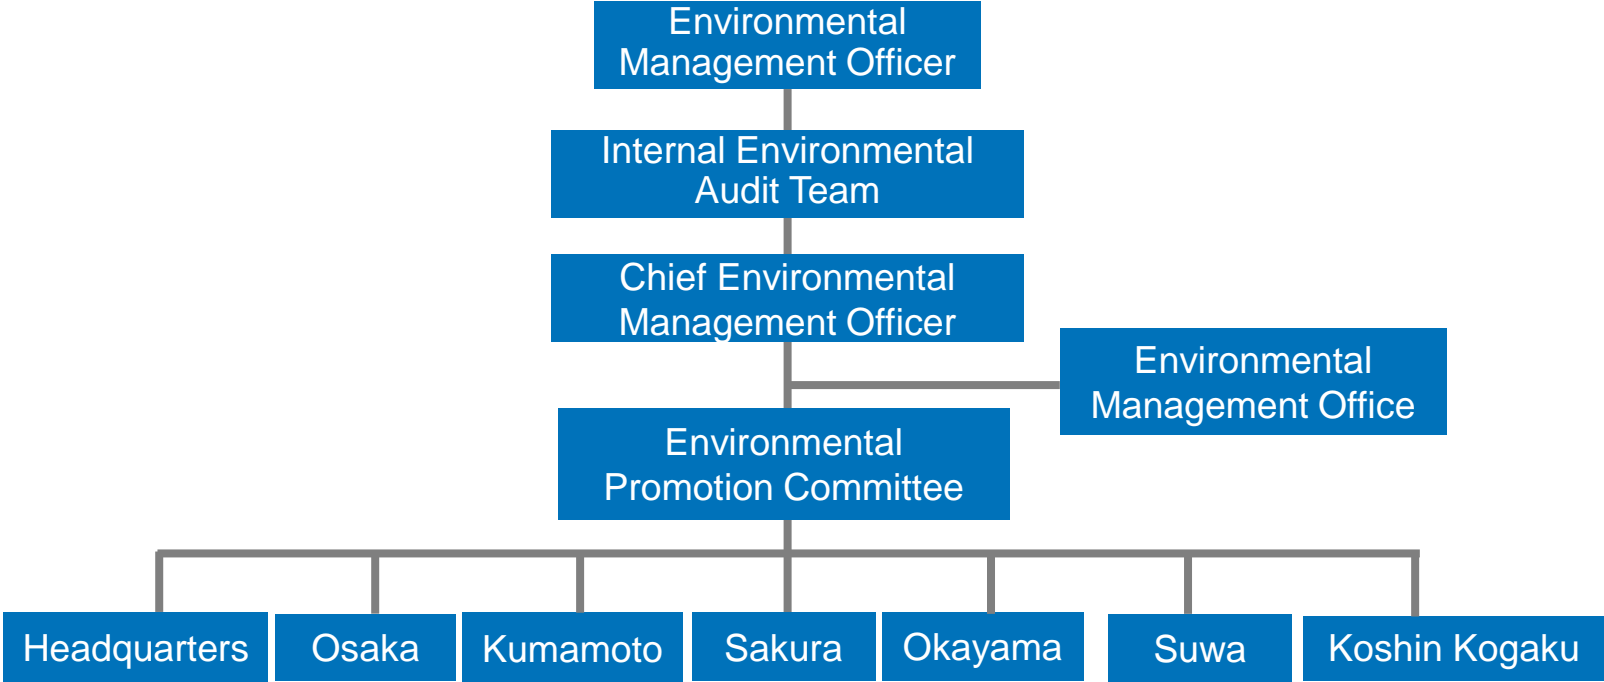 Environmental
Management Officer
Internal Environmental
Audit Team
Chief Environmental
Management Officer
Environmental
Management Office
Environmental
Promotion Committee
Headquarters
Osaka
Kumamoto
Sakura
Okayama
Suwa
Koshin Kogaku